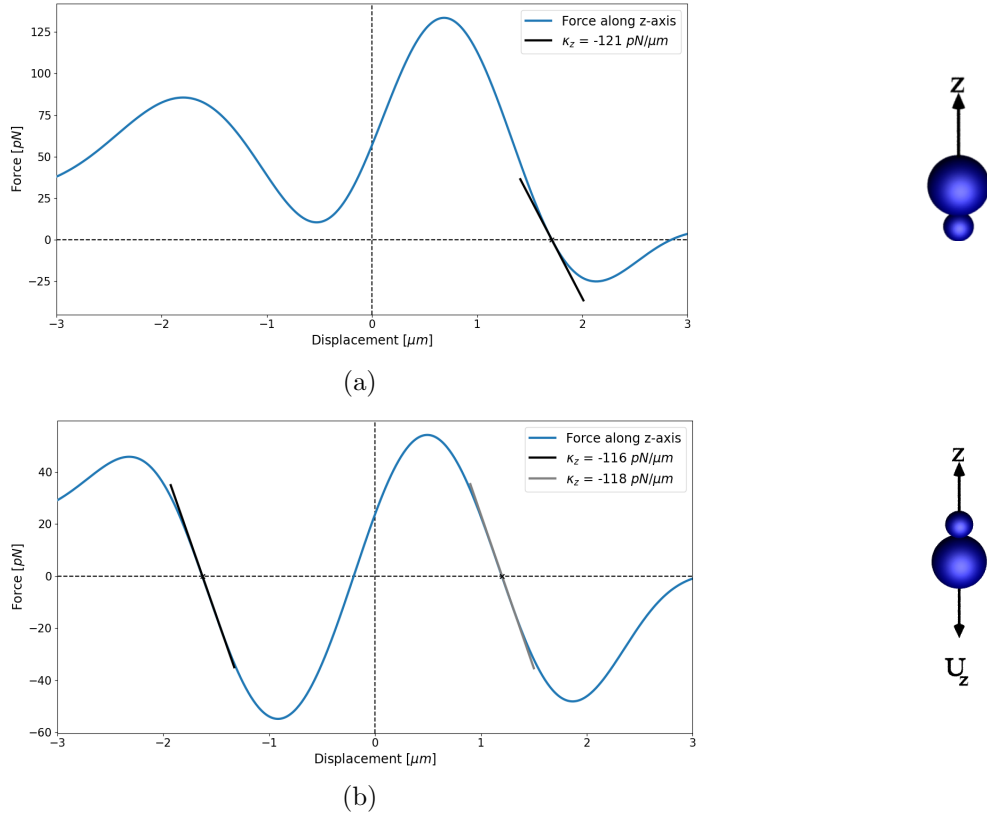 Force along z-axis
κz = -121 pN/μm
125
100
75
50
25
0
−25
Force [pN]
−3 −2 −1 0 1 2 3
Displacement [μm]
z
(a)
Force along z-axis
κz = -116 pN/μm
κz = -118 pN/μm
40
20
0
−20
−40
−60
Force [pN]
−3 −2 −1 0 1 2 3
Displacement [μm]
z
Uz
(b)